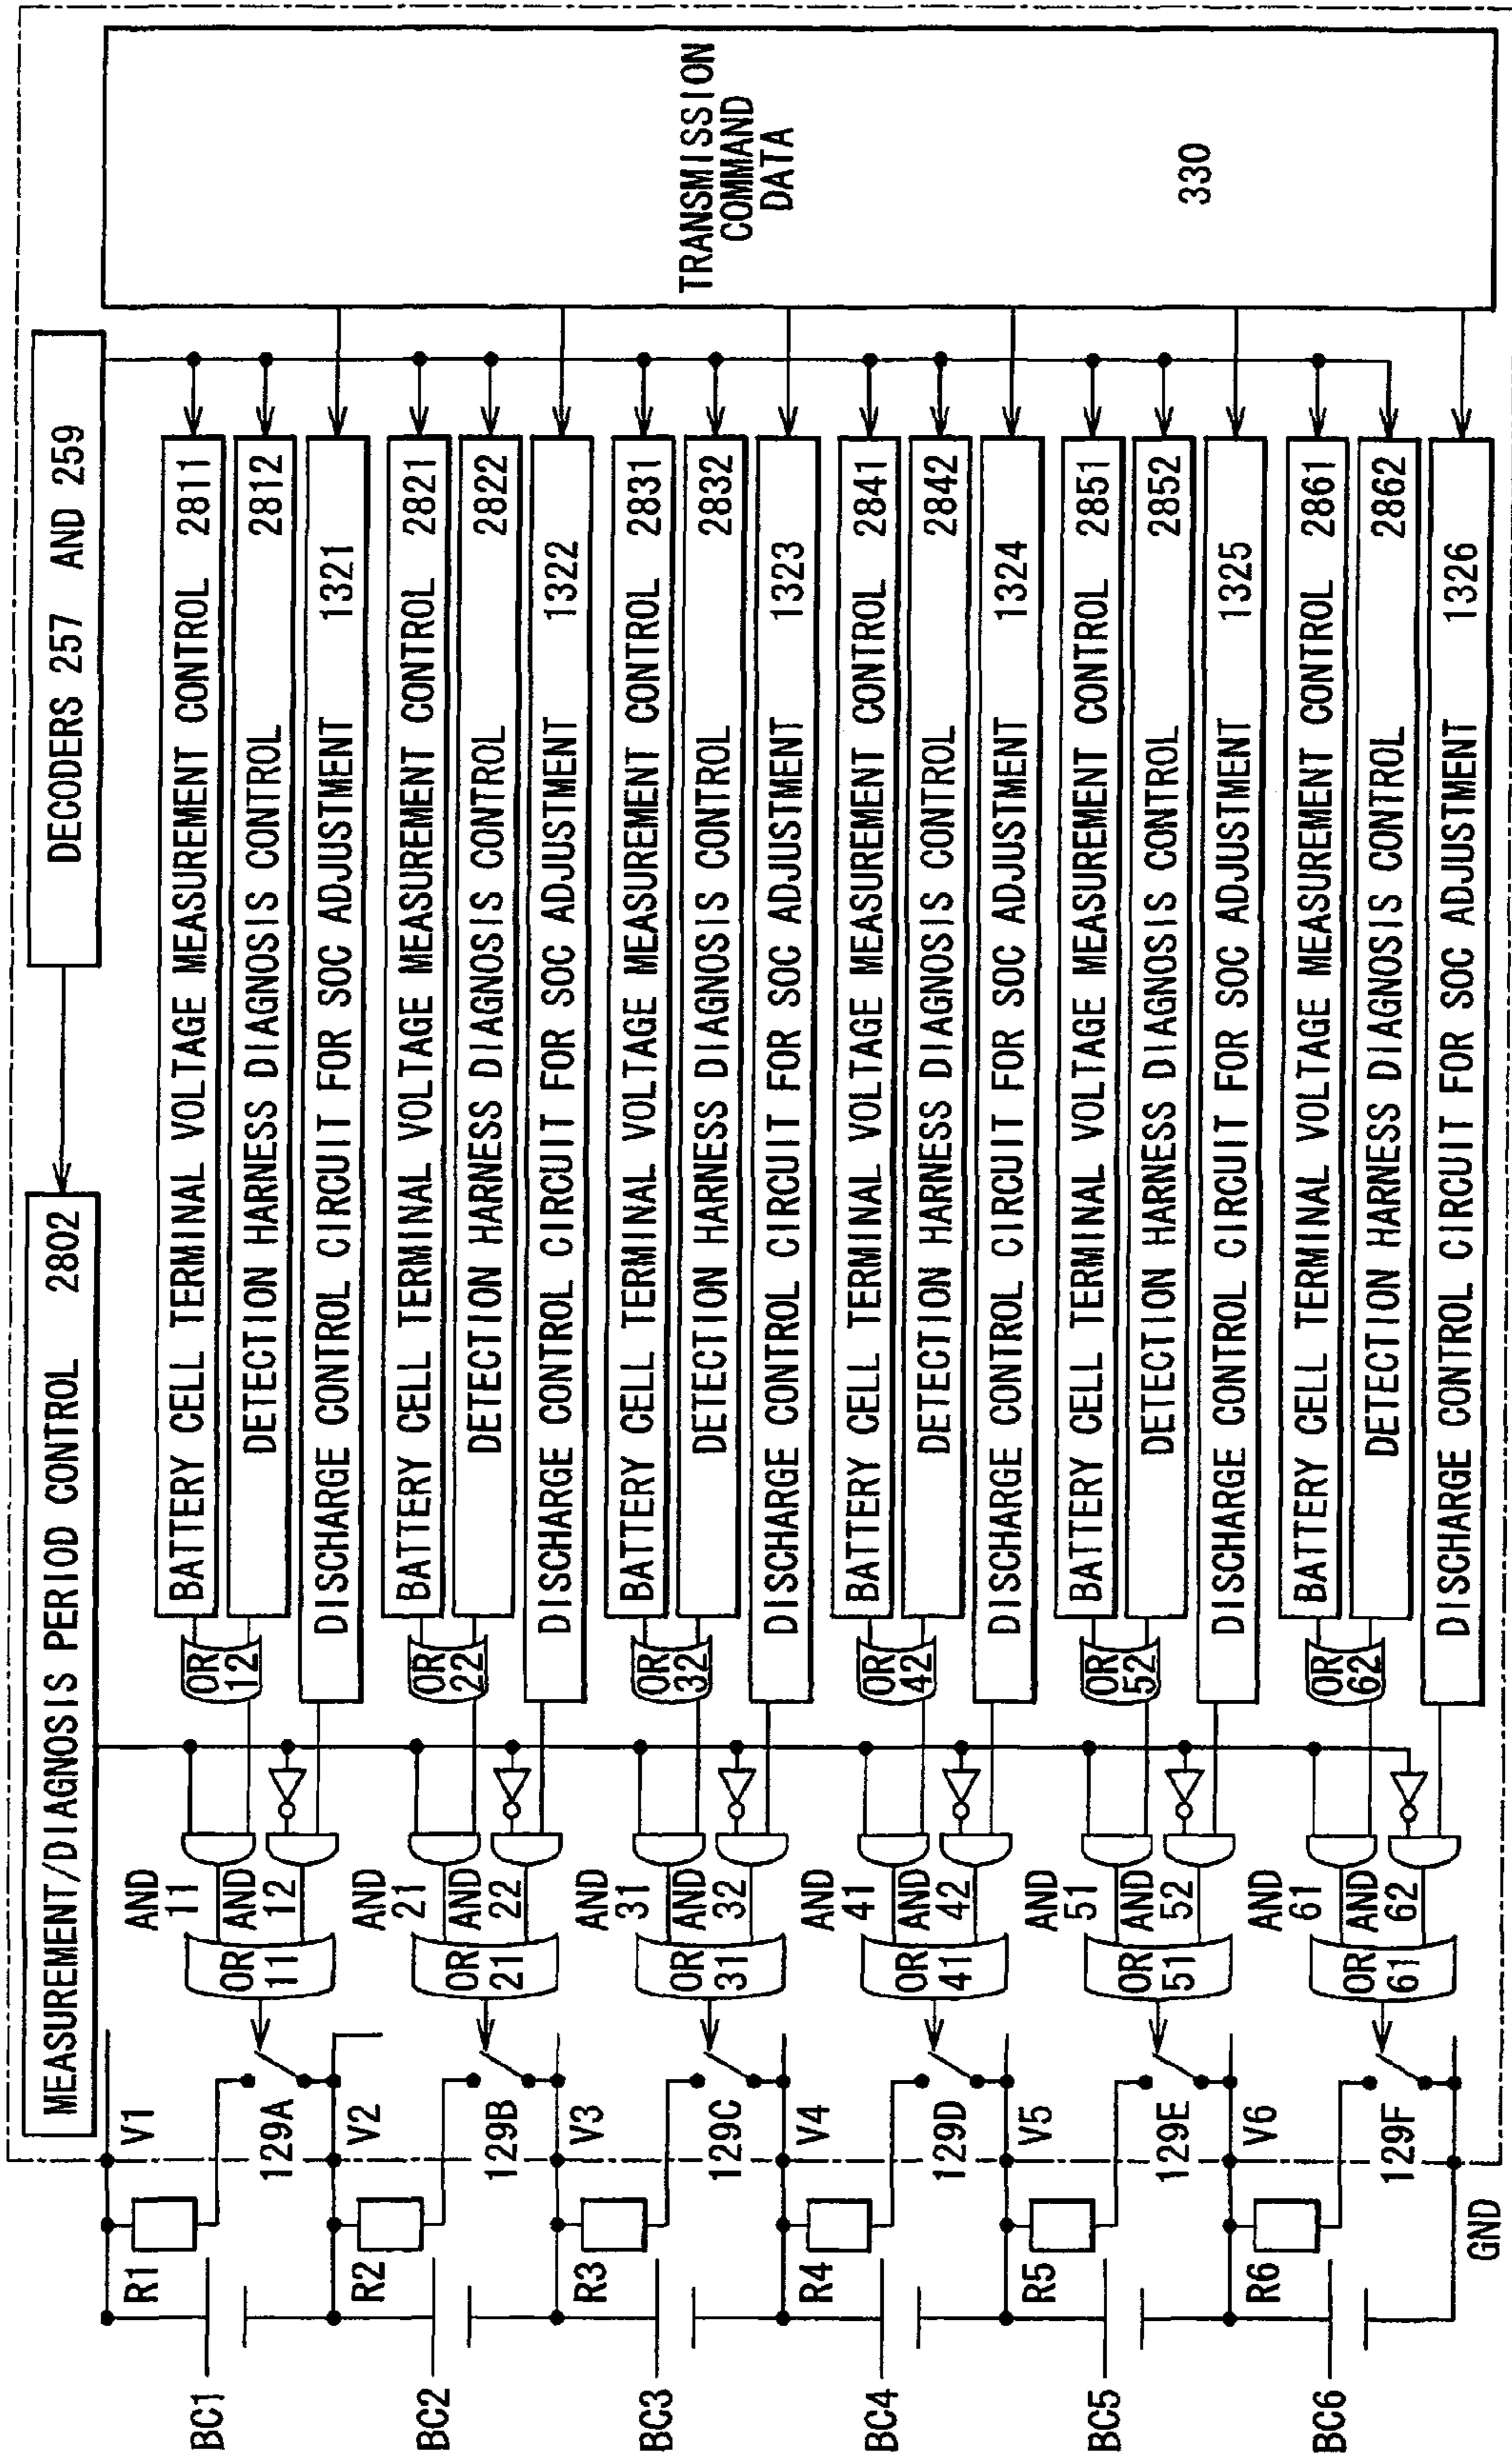 MEASUREMENT/DIAGNOSIS PERIOD CONTROL 2802
DECODERS 257 AND 259
TRANSMISSION
COMMAND
DATA
330
BC1
R1
V1
129A
OR
11
AND
11
AND
12
OR
12
BATTERY CELL TERMINAL VOLTAGE MEASUREMENT CONTROL 2811
DETECTION HARNESS DIAGNOSIS CONTROL 2812
DISCHARGE CONTROL CIRCUIT FOR SOC ADJUSTMENT 1321
BC2
R2
V2
129B
OR
21
AND
21
AND
22
OR
22
BATTERY CELL TERMINAL VOLTAGE MEASUREMENT CONTROL 2821
DETECTION HARNESS DIAGNOSIS CONTROL 2822
DISCHARGE CONTROL CIRCUIT FOR SOC ADJUSTMENT 1322
BC3
R3
V3
129C
OR
31
AND
31
AND
32
OR
32
BATTERY CELL TERMINAL VOLTAGE MEASUREMENT CONTROL 2831
DETECTION HARNESS DIAGNOSIS CONTROL 2832
DISCHARGE CONTROL CIRCUIT FOR SOC ADJUSTMENT 1323
BC4
R4
V4
129D
OR
41
AND
41
AND
42
OR
42
BATTERY CELL TERMINAL VOLTAGE MEASUREMENT CONTROL 2841
DETECTION HARNESS DIAGNOSIS CONTROL 2842
DISCHARGE CONTROL CIRCUIT FOR SOC ADJUSTMENT 1324
BC5
R5
V5
129E
OR
51
AND
51
AND
52
OR
52
BATTERY CELL TERMINAL VOLTAGE MEASUREMENT CONTROL 2851
DETECTION HARNESS DIAGNOSIS CONTROL 2852
DISCHARGE CONTROL CIRCUIT FOR SOC ADJUSTMENT 1325
BC6
R6
V6
129F
OR
61
AND
61
AND
62
OR
62
BATTERY CELL TERMINAL VOLTAGE MEASUREMENT CONTROL 2861
DETECTION HARNESS DIAGNOSIS CONTROL 2862
DISCHARGE CONTROL CIRCUIT FOR SOC ADJUSTMENT 1326
GND